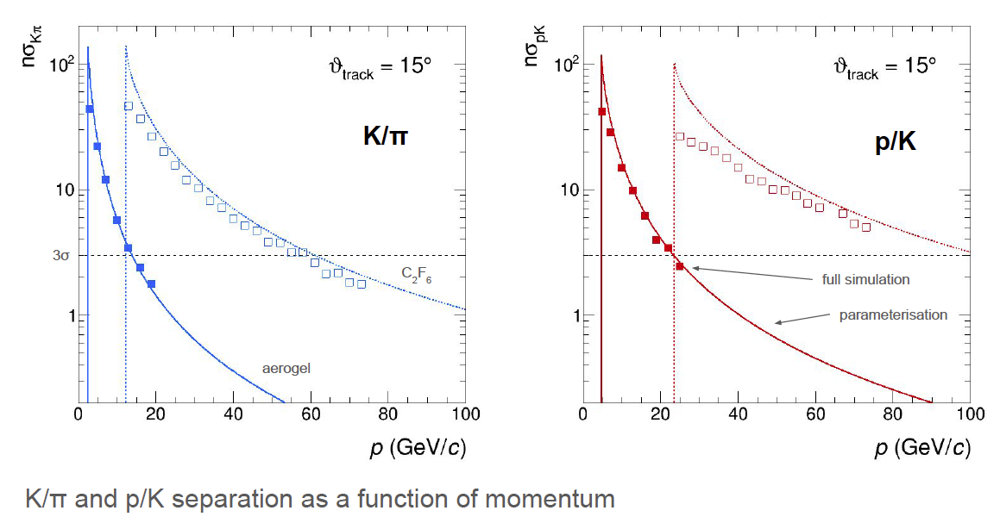 nσKπ
10²
10
3σ
1
ϑtrack = 15°
K/π
C2F6
aerogel
0 20 40 60 80 100
p (GeV/c)
nσpK
10²
10
1
ϑtrack = 15°
p/K
full simulation
parameterisation
0 20 40 60 80 100
p (GeV/c)
K/π and p/K separation as a function of momentum